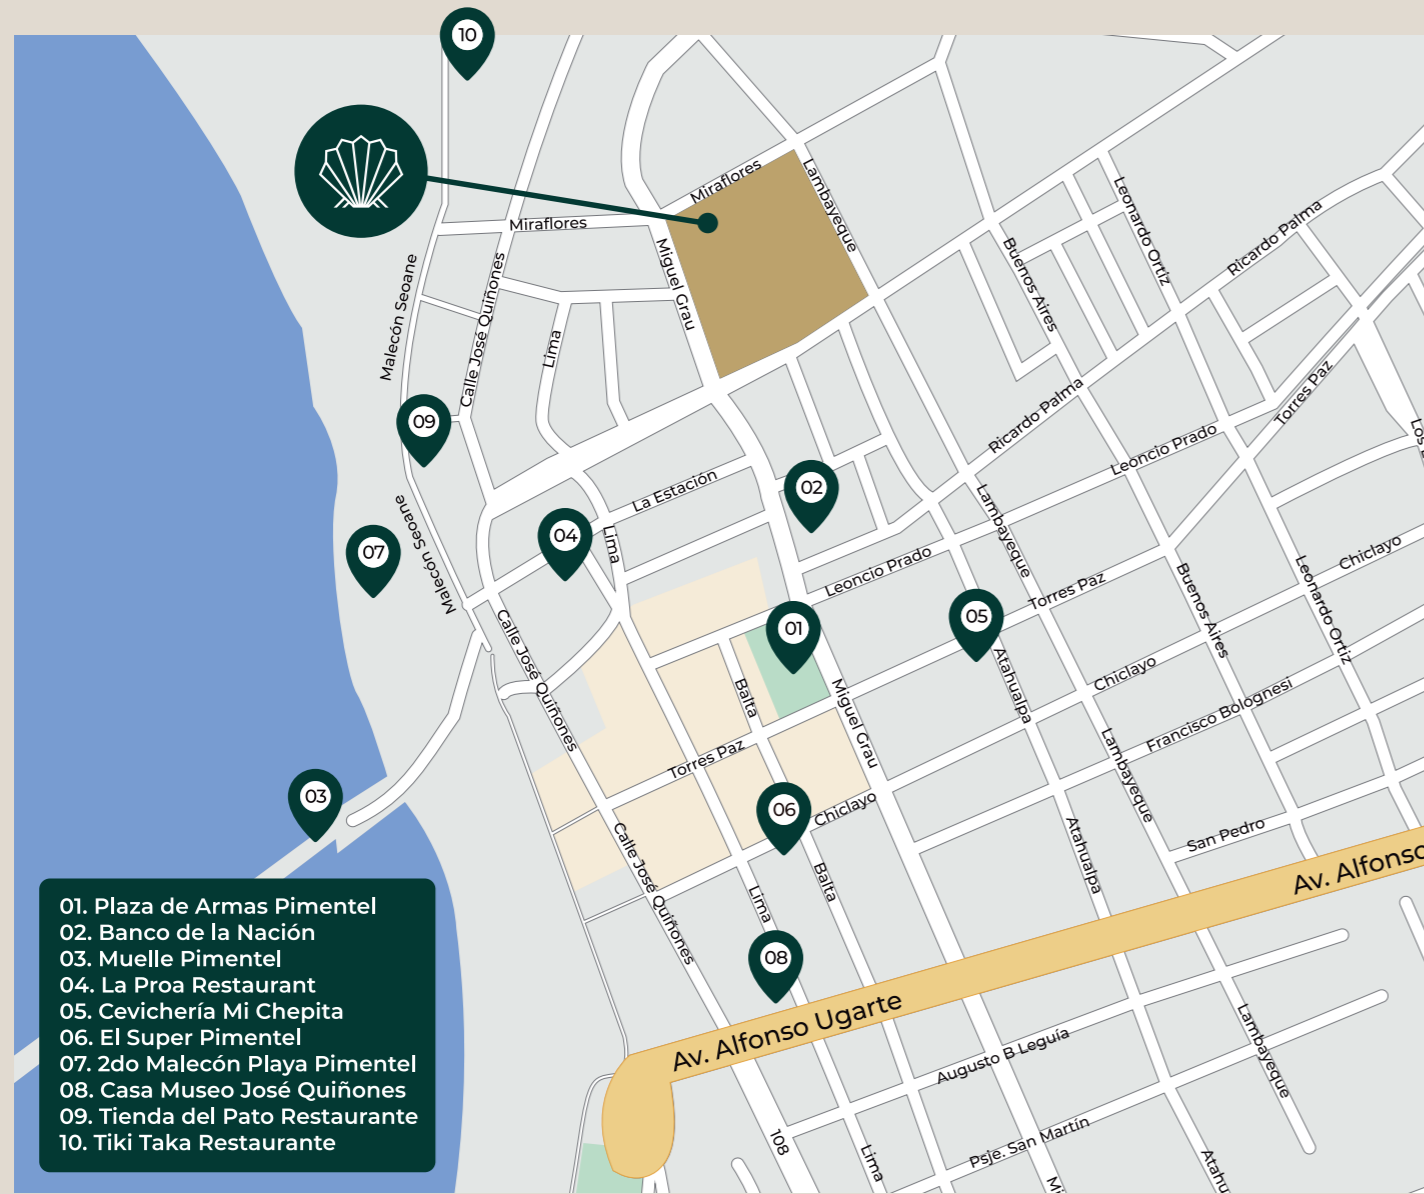 10
Miraflores
Lambayeque
Miraflores
Leonardo Ortiz
Ricardo Palma
Malecón Seoane
Calle José Quiñones
Miguel Grau
Buenos Aires
Lima
Torres Paz
09
Ricardo Palma
Leoncio Prado
La Estación
02
Malecón Seoane
04
Lima
Lambayeque
07
Leoncio Prado
Chiclayo
Torres Paz
Buenos Aires
Leonardo Ortiz
01
05
Calle José Quiñones
Atahualpa
Chiclayo
Balta
Miguel Grau
Francisco Bolognesi
Torres Paz
Lambayeque
03
06
Chiclayo
San Pedro
Calle José Quiñones
Atahualpa
Balta
Lima
Av. Alfonso
08
Av. Alfonso Ugarte
Augusto B Leguía
Lambayeque
108
Lima
Psje. San Martín
01. Plaza de Armas Pimentel
02. Banco de la Nación
03. Muelle Pimentel
04. La Proa Restaurant
05. Cevichería Mi Chepita
06. El Super Pimentel
07. 2do Malecón Playa Pimentel
08. Casa Museo José Quiñones
09. Tienda del Pato Restaurante
10. Tiki Taka Restaurante